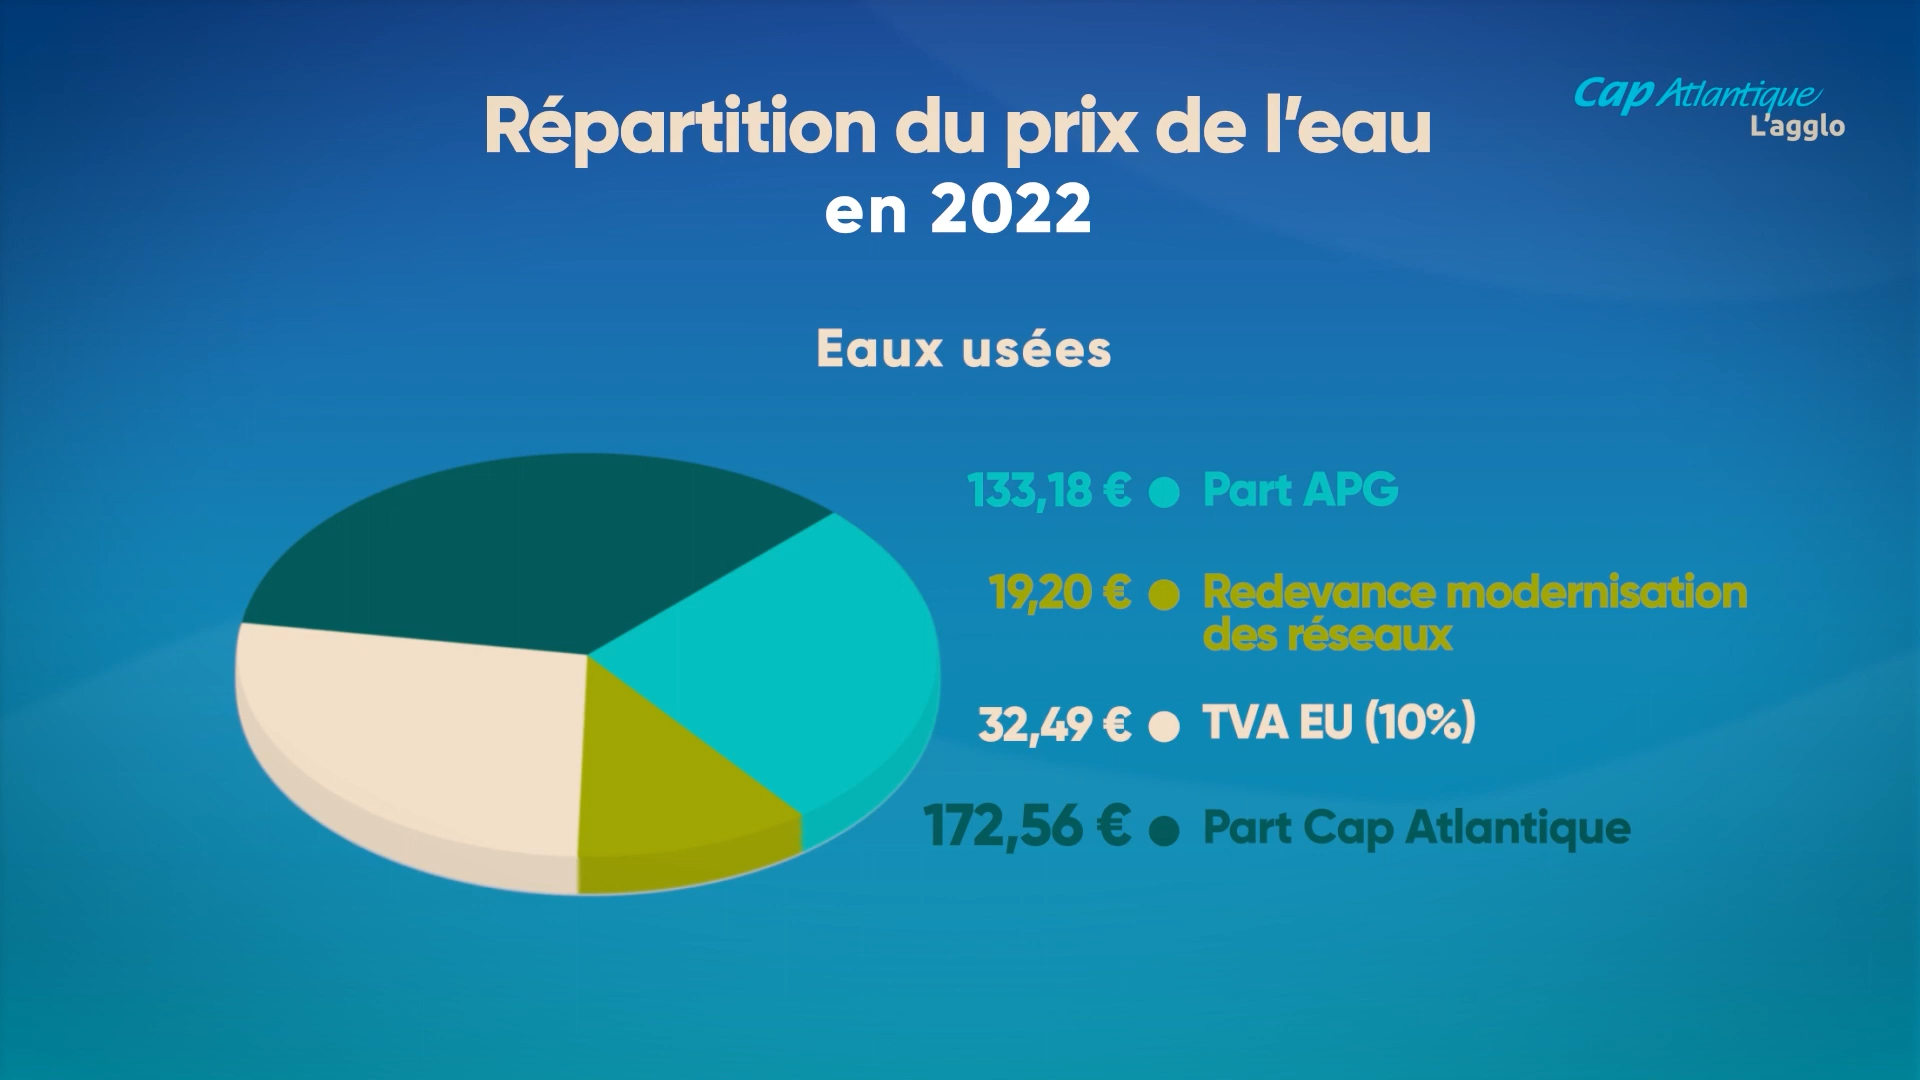 Répartition du prix de l'eau
en 2022
Cap Atlantique
L'agglo
Eaux usées
133,18 € ● Part APG
19,20 € ● Redevance modernisation
des réseaux
32,49 € ● TVA EU (10%)
172,56 € ● Part Cap Atlantique